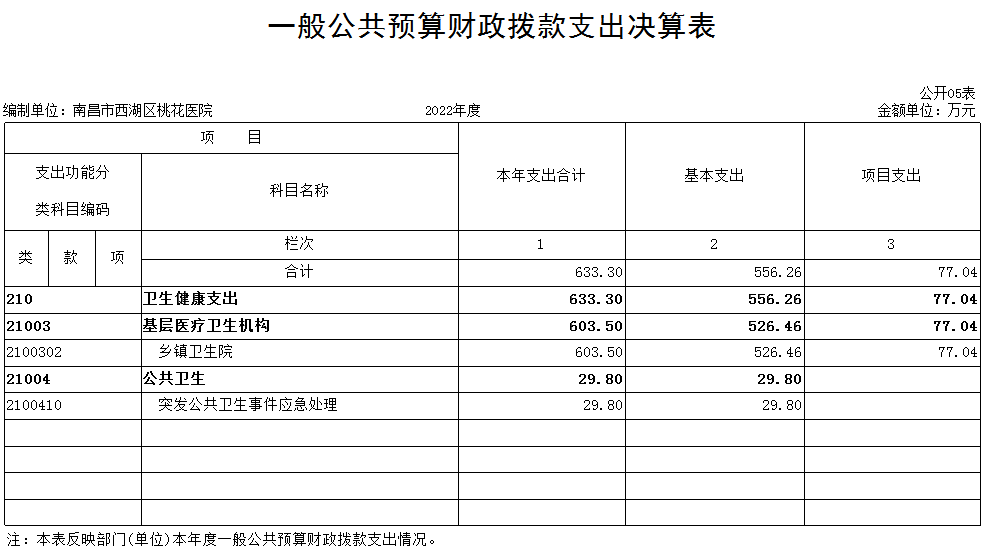 一般公共预算财政拨款支出决算表
公开05表
编制单位：南昌市西湖区桃花医院 2022年度 金额单位：万元
项 目 本年支出合计 基本支出 项目支出
支出功能分类科目编码 科目名称
类 款 项 栏次 1 2 3
合计 633.30 556.26 77.04
210 卫生健康支出 633.30 556.26 77.04
21003 基层医疗卫生机构 603.50 526.46 77.04
2100302 乡镇卫生院 603.50 526.46 77.04
21004 公共卫生 29.80 29.80
2100410 突发公共卫生事件应急处理 29.80 29.80
注：本表反映部门(单位)本年度一般公共预算财政拨款支出情况。